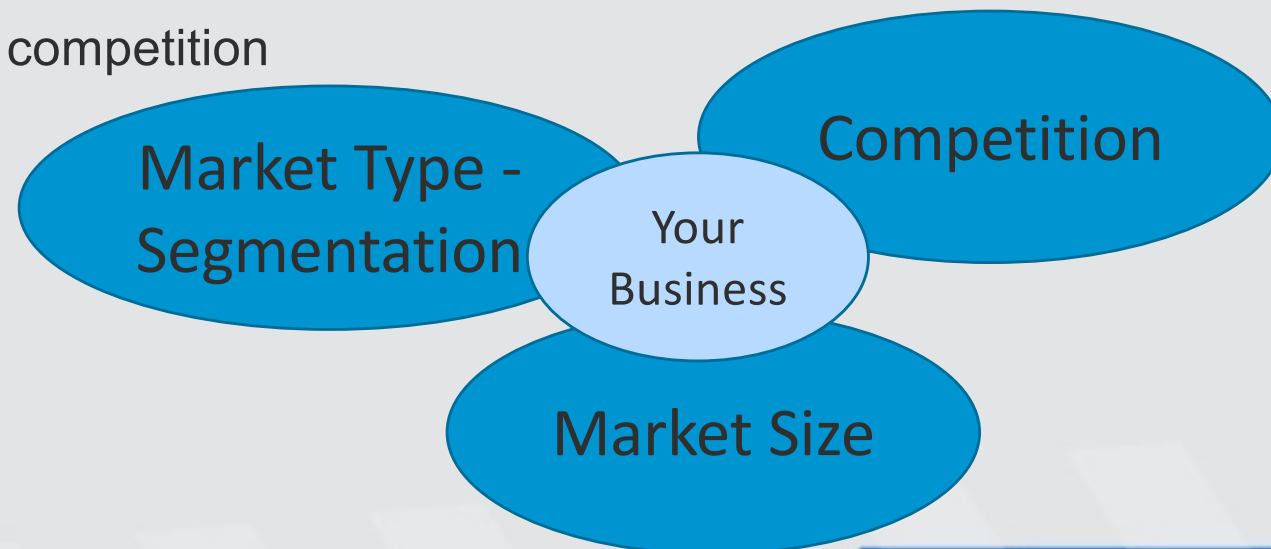 competition
Competition
Market Type -
Segmentation
Your
Business
Market Size